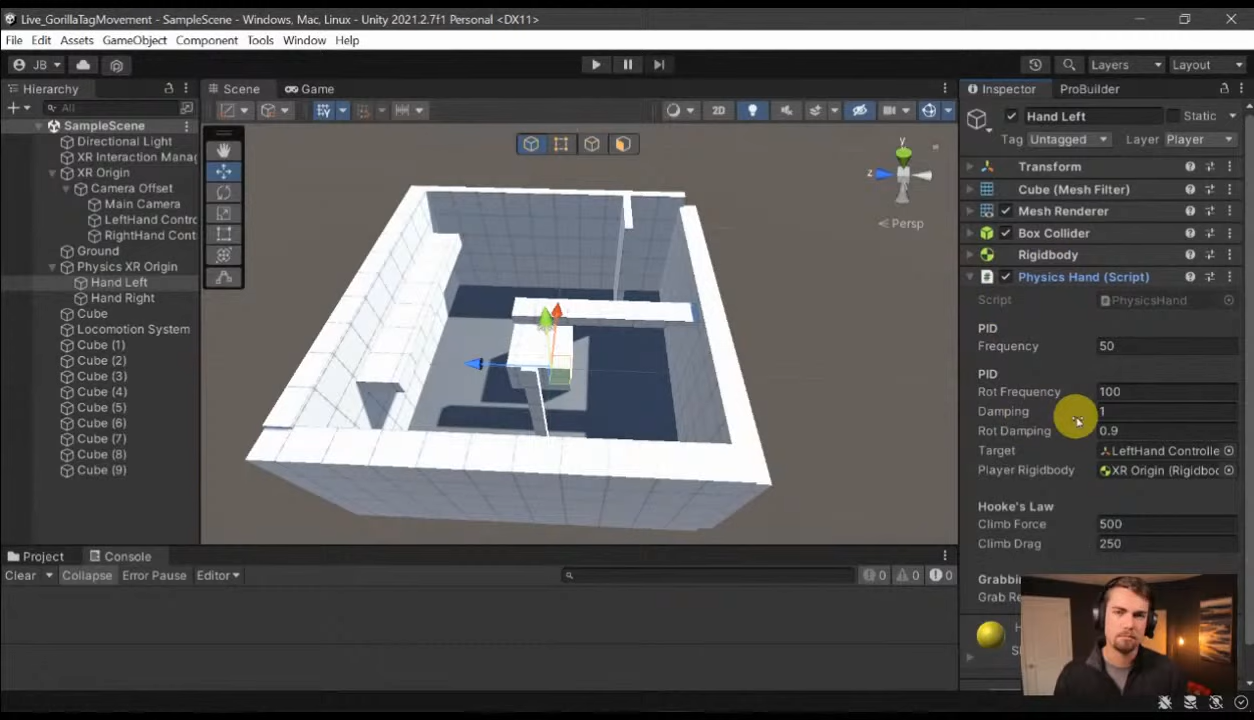 Live_GorillaTagMovement - SampleScene - Windows, Mac, Linux - Unity 2021.2.7f1 Personal <DX11>
File Edit Assets GameObject Component Tools Window Help
JB Layers Layout
Hierarchy
All
SampleScene
Directional Light
XR Interaction Mana
XR Origin
Camera Offset
Main Camera
LeftHand Contro
RightHand Cont
Ground
Physics XR Origin
Hand Left
Hand Right
Cube
Locomotion System
Cube (1)
Cube (2)
Cube (3)
Cube (4)
Cube (5)
Cube (6)
Cube (7)
Cube (8)
Cube (9)
Scene Game
2D
y
z
Persp
Project Console
Clear Collapse Error Pause Editor 0 0 0
Inspector ProBuilder
Hand Left Static
Tag Untagged Layer Player
Transform
Cube (Mesh Filter)
Mesh Renderer
Box Collider
Rigidbody
# Physics Hand (Script)
Script PhysicsHand
PID
Frequency 50
PID
Rot Frequency 100
Damping 1
Rot Damping 0.9
Target LeftHand Controlle
Player Rigidbody XR Origin (Rigidboc
Hooke's Law
Climb Force 500
Climb Drag 250
Grabbin
Grab Re